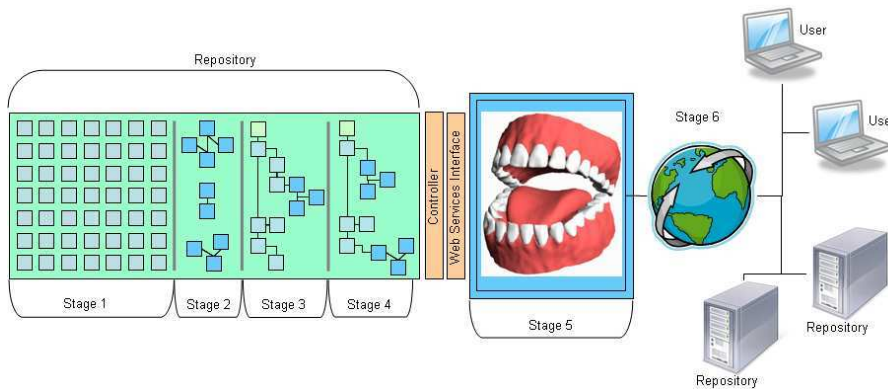 Repository
User
User
Stage 6
Controller
Web Services Interface
Stage 1
Stage 2
Stage 3
Stage 4
Stage 5
Repository
Repository